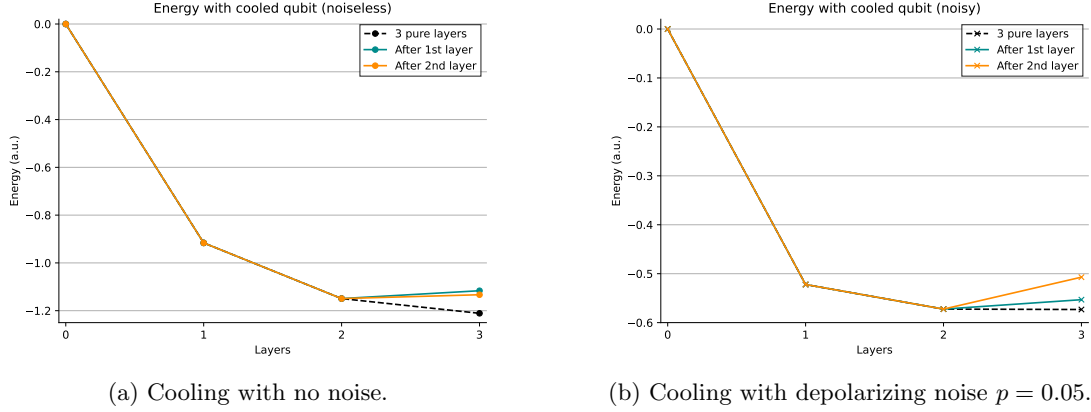 Energy with cooled qubit (noiseless)
0.0
−0.2
−0.4
−0.6
−0.8
−1.0
−1.2
Energy (a.u.)
3 pure layers
After 1st layer
After 2nd layer
0 1 2 3
Layers
(a) Cooling with no noise.
Energy with cooled qubit (noisy)
0.0
−0.1
−0.2
−0.3
−0.4
−0.5
−0.6
Energy (a.u.)
3 pure layers
After 1st layer
After 2nd layer
0 1 2 3
Layers
(b) Cooling with depolarizing noise p = 0.05.